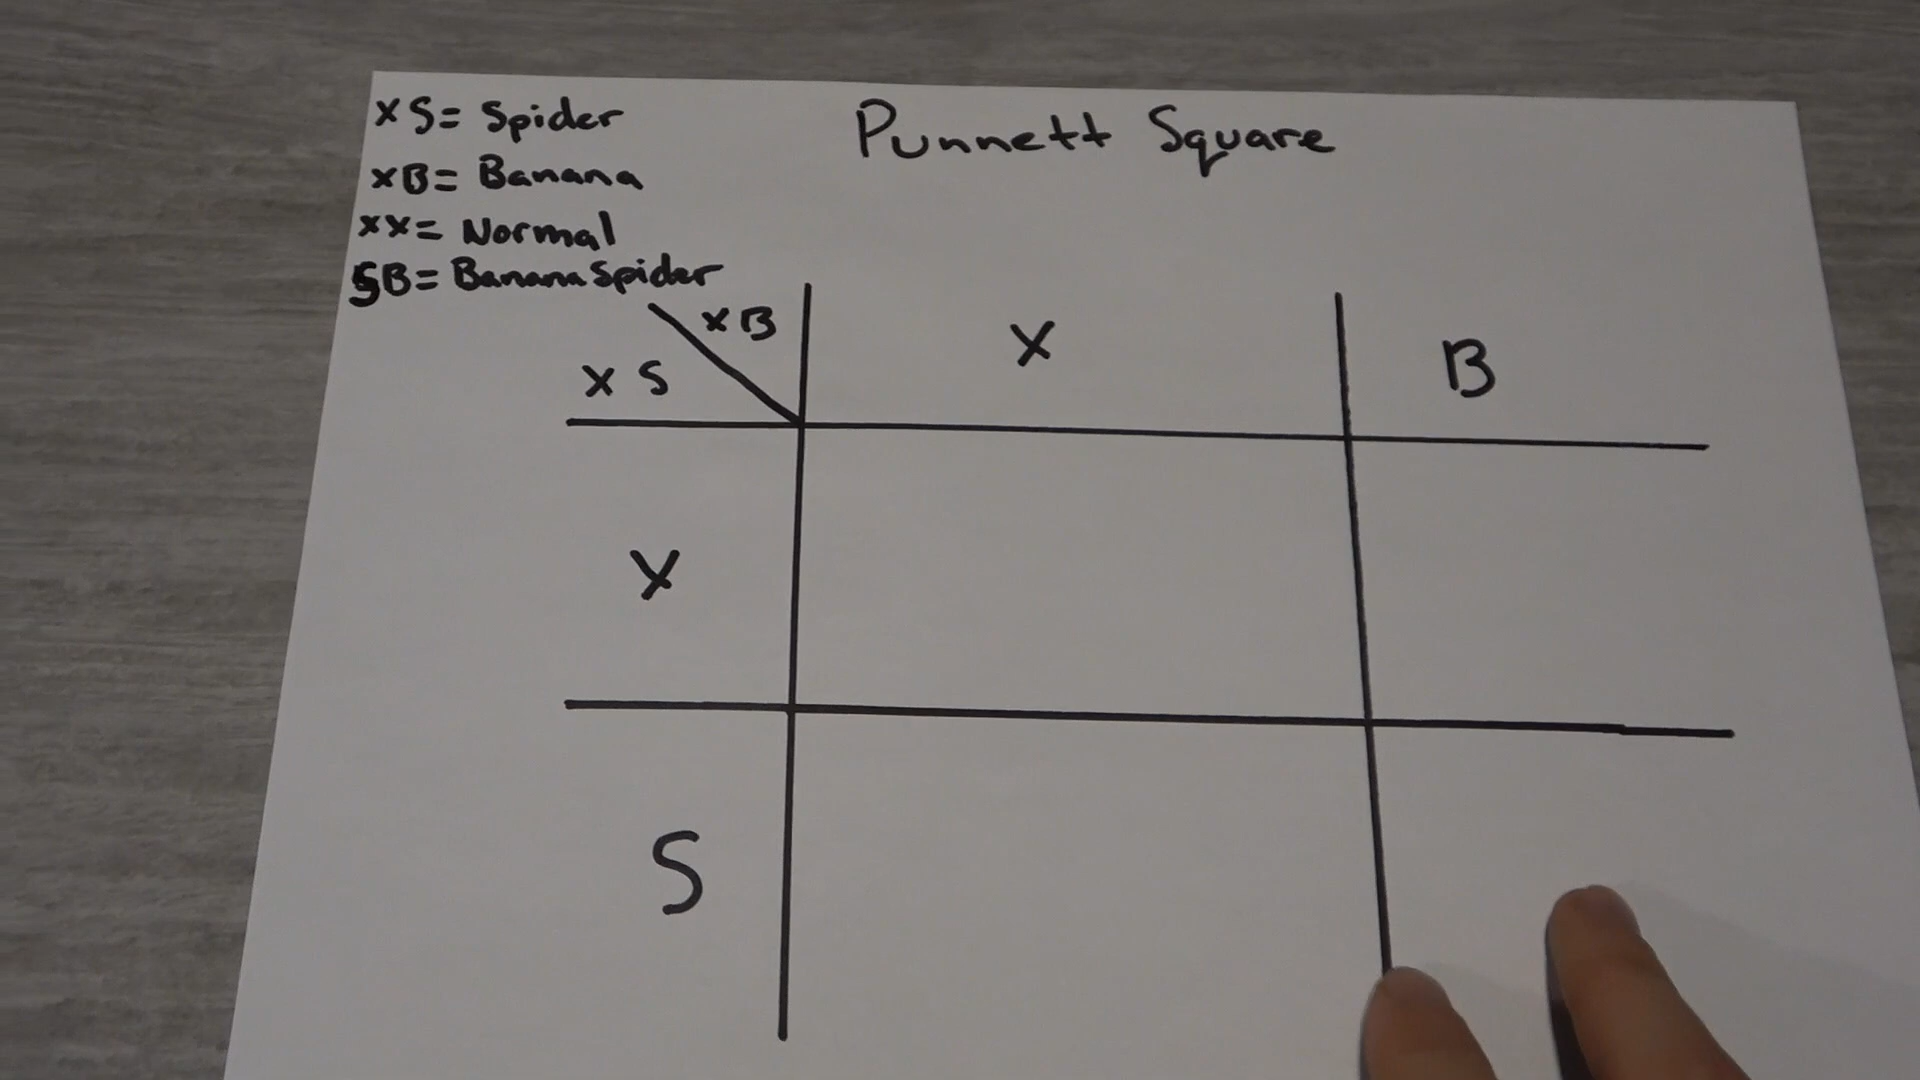 XS= Spider
Punnett Square
XB= Banana
XX= Normal
SB= Banana Spider
XB
XS
X
B
X
S